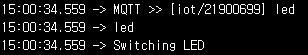 15:00:34.559 -> MQTT >> [iot/21900699] led
15:00:34.559 -> led
15:00:34.559 -> Switching LED